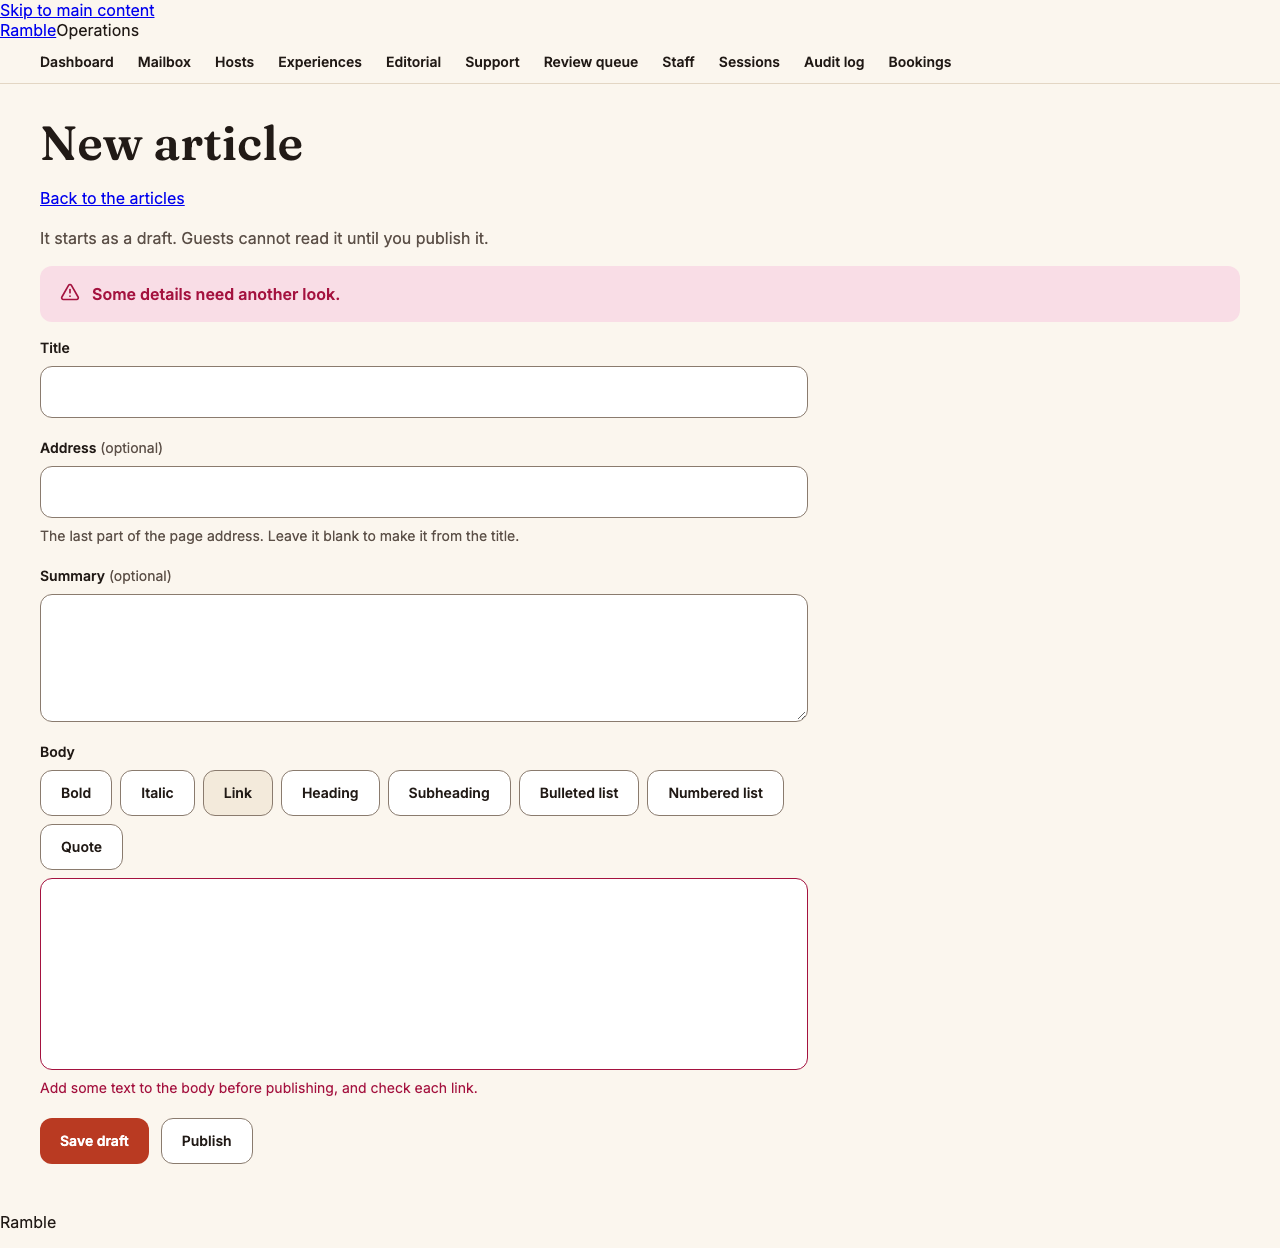 Skip to main content
RambleOperations
Dashboard Mailbox Hosts Experiences Editorial Support Review queue Staff Sessions Audit log Bookings
New article
Back to the articles
It starts as a draft. Guests cannot read it until you publish it.
Some details need another look.
Title
Address (optional)
The last part of the page address. Leave it blank to make it from the title.
Summary (optional)
Body
Bold Italic Link Heading Subheading Bulleted list Numbered list
Quote
Add some text to the body before publishing, and check each link.
Save draft Publish
Ramble